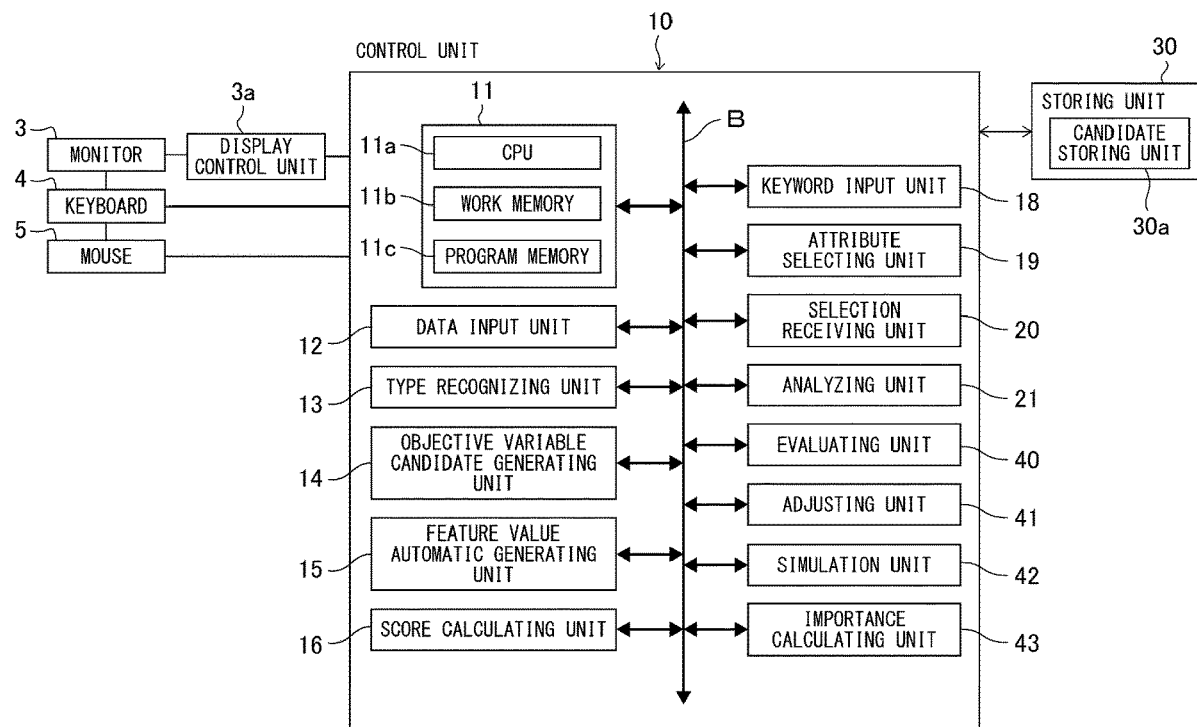 10
CONTROL UNIT
30
STORING UNIT
CANDIDATE
STORING UNIT
30a
3
MONITOR
3a
DISPLAY
CONTROL UNIT
4
KEYBOARD
5
MOUSE
11
11a
CPU
11b
WORK MEMORY
11c
PROGRAM MEMORY
B
12
DATA INPUT UNIT
13
TYPE RECOGNIZING UNIT
14
OBJECTIVE VARIABLE
CANDIDATE GENERATING
UNIT
15
FEATURE VALUE
AUTOMATIC GENERATING
UNIT
16
SCORE CALCULATING UNIT
KEYWORD INPUT UNIT
18
ATTRIBUTE
SELECTING UNIT
19
SELECTION
RECEIVING UNIT
20
ANALYZING UNIT
21
EVALUATING UNIT
40
ADJUSTING UNIT
41
SIMULATION UNIT
42
IMPORTANCE
CALCULATING UNIT
43